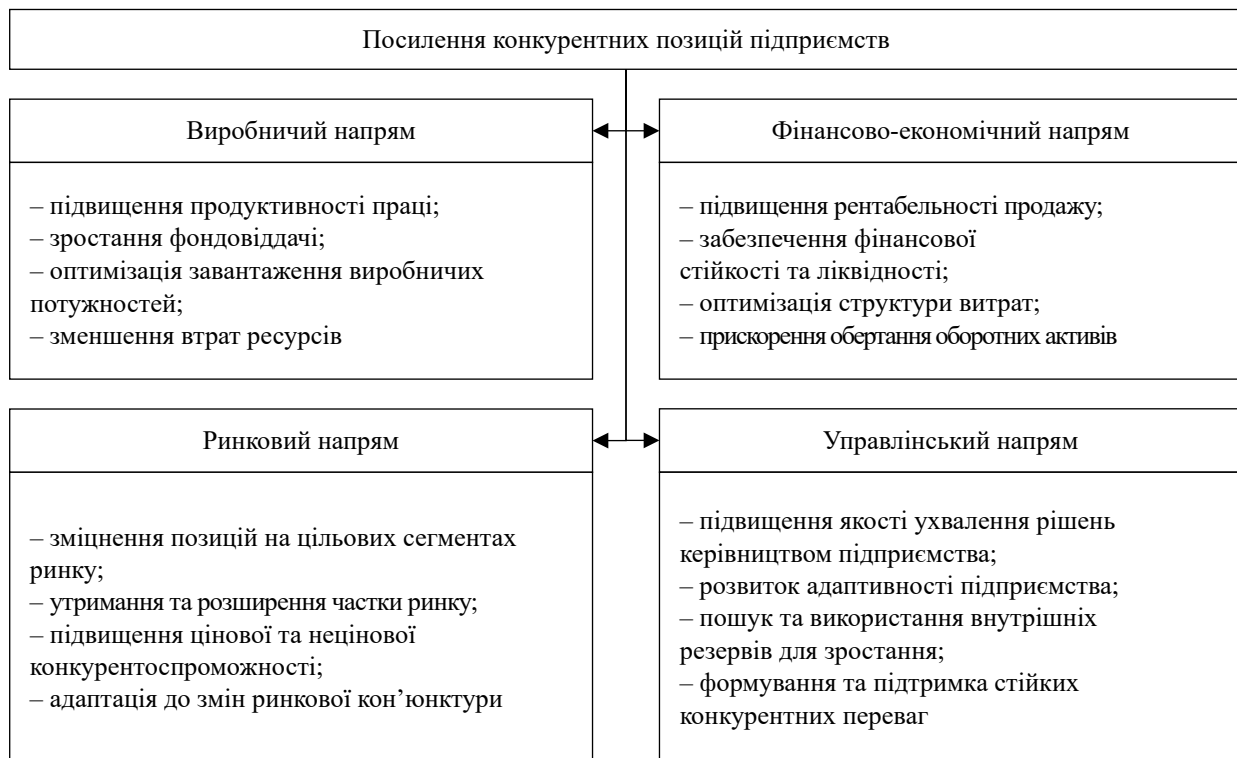 Посилення конкурентних позицій підприємств
Виробничий напрям
– підвищення продуктивності праці;
– зростання фондовіддачі;
– оптимізація завантаження виробничих
потужностей;
– зменшення втрат ресурсів
Фінансово-економічний напрям
– підвищення рентабельності продажу;
– забезпечення фінансової
стійкості та ліквідності;
– оптимізація структури витрат;
– прискорення обертання оборотних активів
Ринковий напрям
– зміцнення позицій на цільових сегментах
ринку;
– утримання та розширення частки ринку;
– підвищення цінової та нецінової
конкурентоспроможності;
– адаптація до змін ринкової кон’юнктури
Управлінський напрям
– підвищення якості ухвалення рішень
керівництвом підприємства;
– розвиток адаптивності підприємства;
– пошук та використання внутрішніх
резервів для зростання;
– формування та підтримка стійких
конкурентних переваг